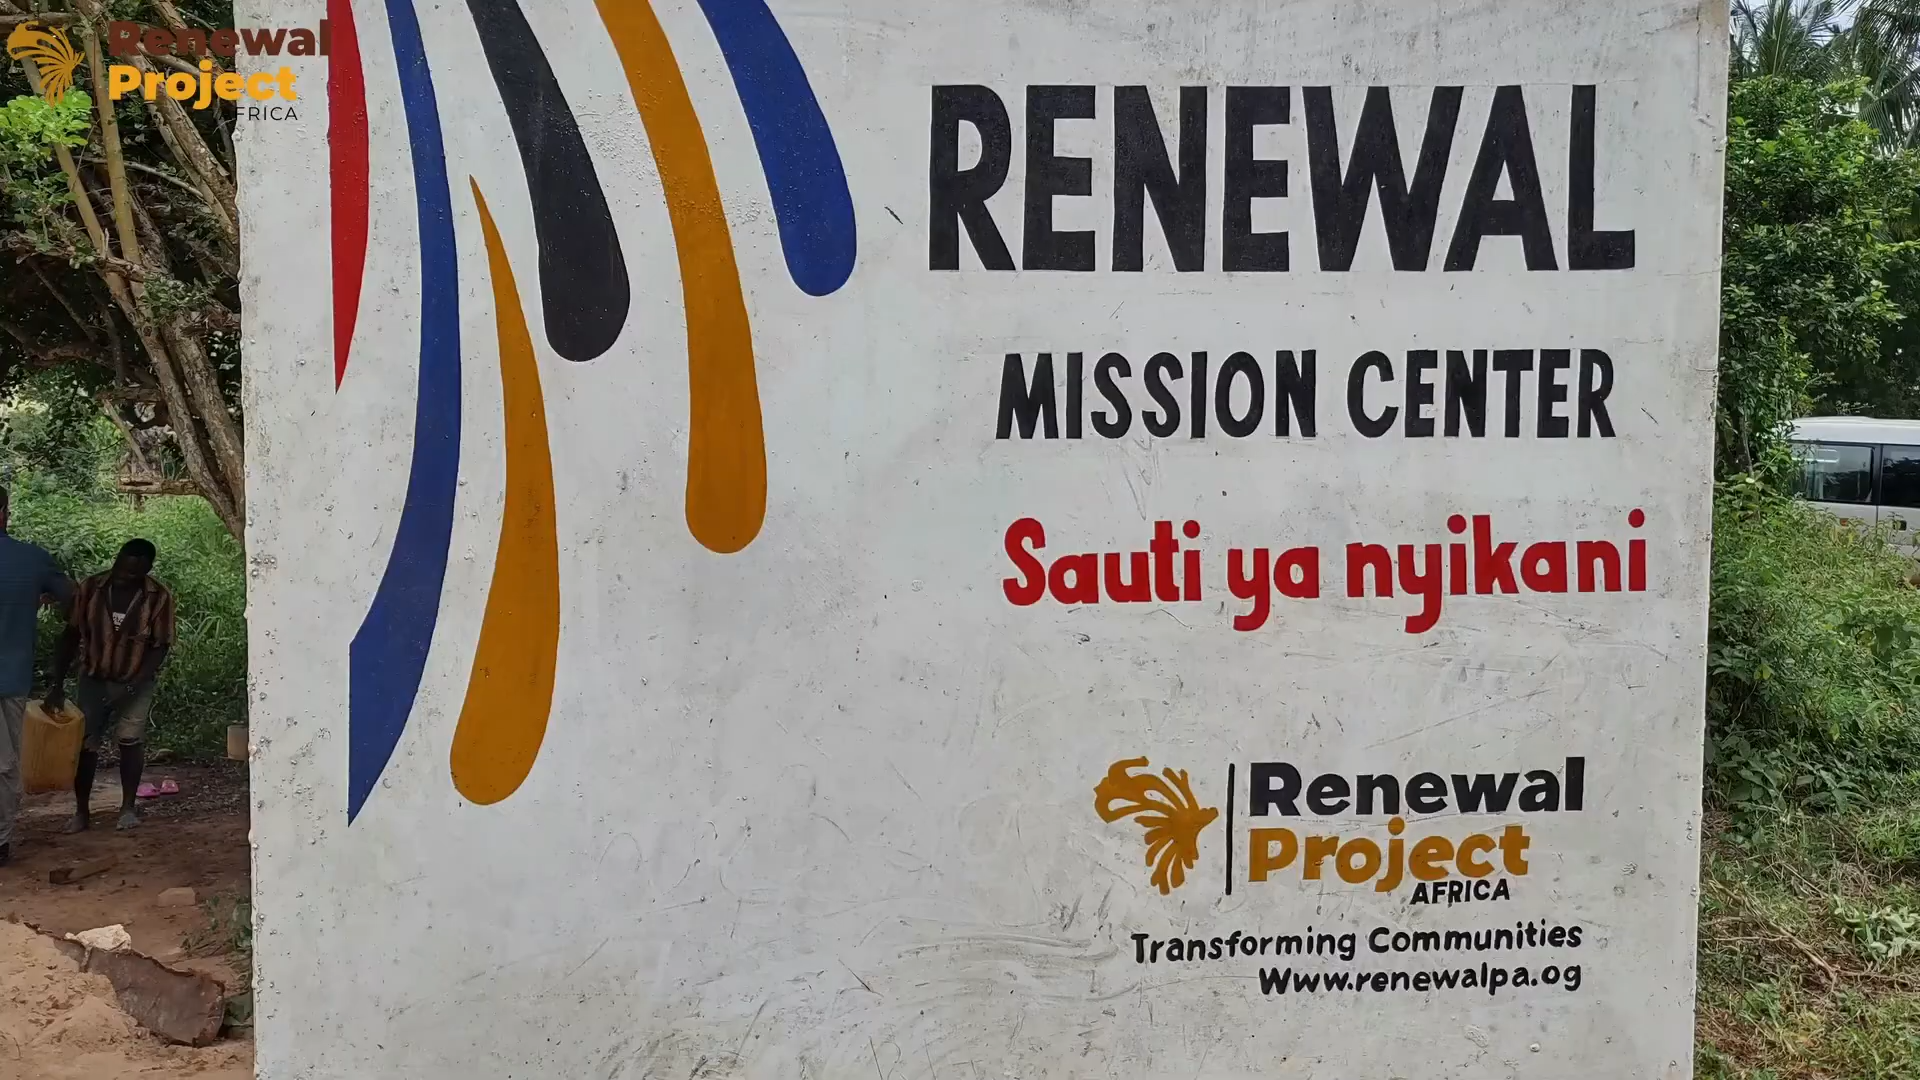 Renewal
Project
AFRICA
RENEWAL
MISSION CENTER
Sauti ya nyikani
Renewal
Project
AFRICA
Transforming Communities
Www.renewalpa.og